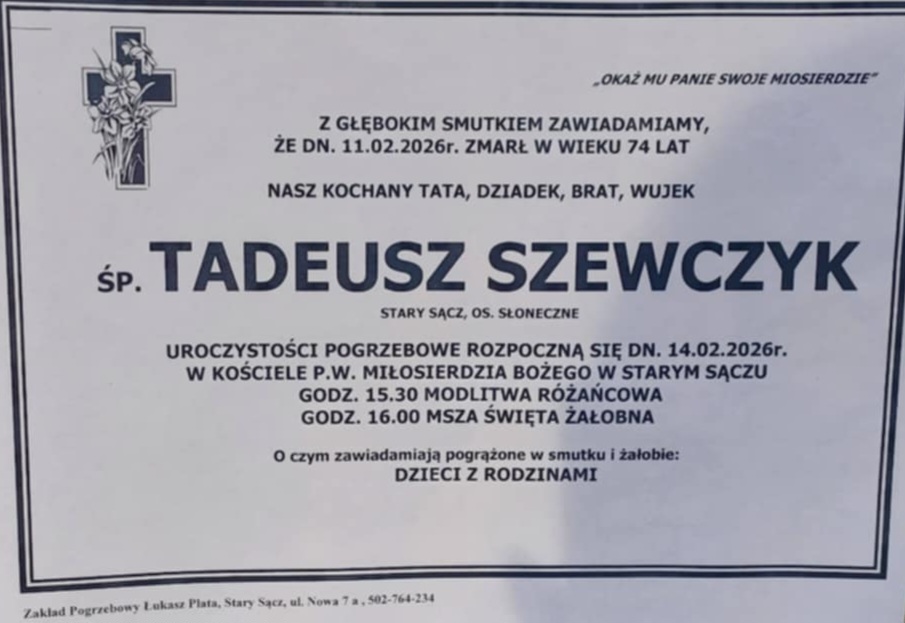 „OKAŻ MU PANIE SWOJE MIOSIERDZIE”
Z GŁĘBOKIM SMUTKIEM ZAWIADAMIAMY,
ŻE DN. 11.02.2026r. ZMARŁ W WIEKU 74 LAT
NASZ KOCHANY TATA, DZIADEK, BRAT, WUJEK
ŚP. TADEUSZ SZEWCZYK
STARY SĄCZ, OS. SŁONECZNE
UROCZYSTOŚCI POGRZEBOWE ROZPOCZNĄ SIĘ DN. 14.02.2026r.
W KOŚCIELE P.W. MIŁOSIERDZIA BOŻEGO W STARYM SĄCZU
GODZ. 15.30 MODLITWA RÓŻAŃCOWA
GODZ. 16.00 MSZA ŚWIĘTA ŻAŁOBNA
O czym zawiadamiają pogrążone w smutku i żałobie:
DZIECI Z RODZINAMI
Zakład Pogrzebowy Łukasz Plata, Stary Sącz, ul. Nowa 7 a , 502-764-234